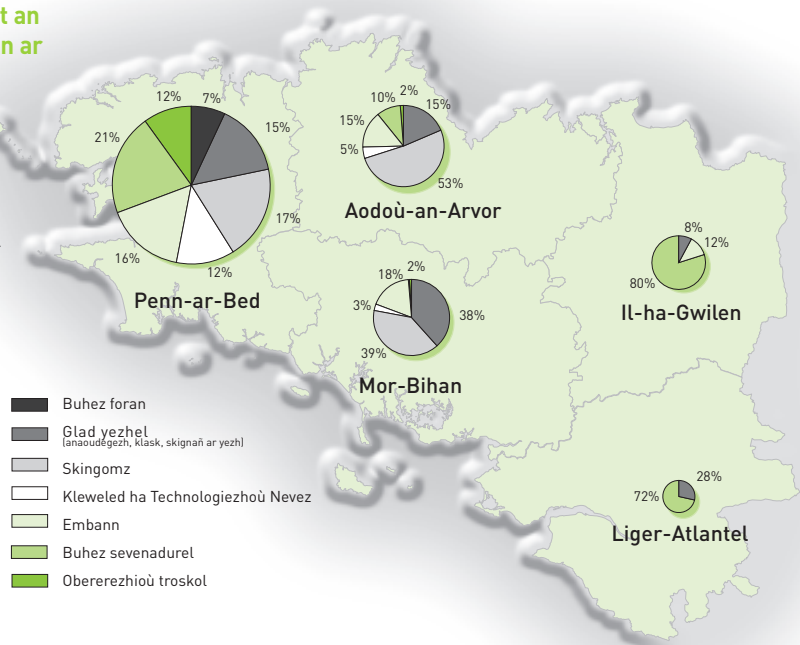 t an
n ar
12%
7%
15%
17%
12%
16%
21%
Penn-ar-Bed
10%
2%
15%
53%
5%
15%
Aodoù-an-Arvor
8%
12%
80%
Il-ha-Gwilen
18%
2%
38%
39%
3%
Mor-Bihan
28%
72%
Liger-Atlantel
Buhez foran
Glad yezhel
(anaoudegezh, klask, skignañ ar yezh)
Skingomz
Kleweled ha Technologiezhoù Nevez
Embann
Buhez sevenadurel
Obererezhioù troskol